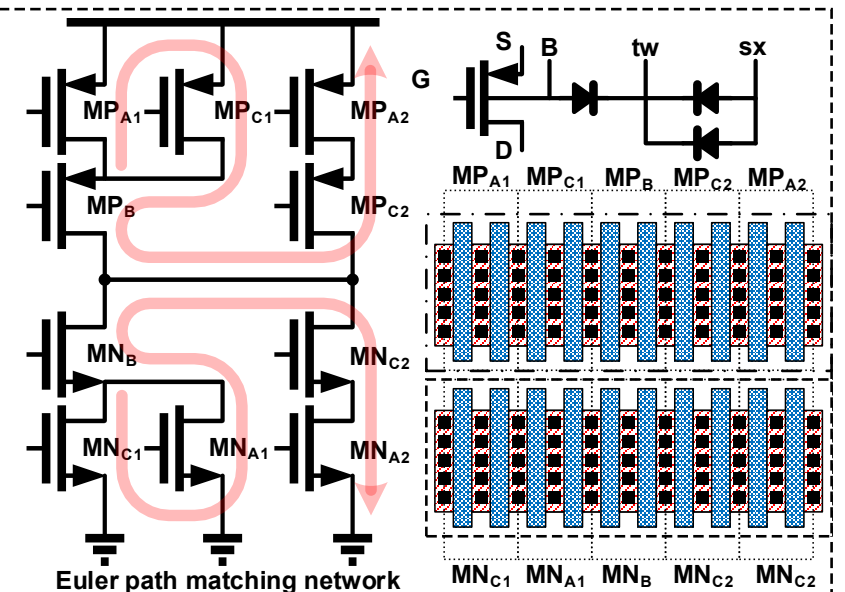 S B tw sx
G
D
MPA1 MPC1 MPA2
MPB MPC2
MPA1 MPC1 MPB MPC2 MPA2
MNB MNC2
MNC1 MNA1 MNA2
MNC1 MNA1 MNB MNC2 MNC2
Euler path matching network